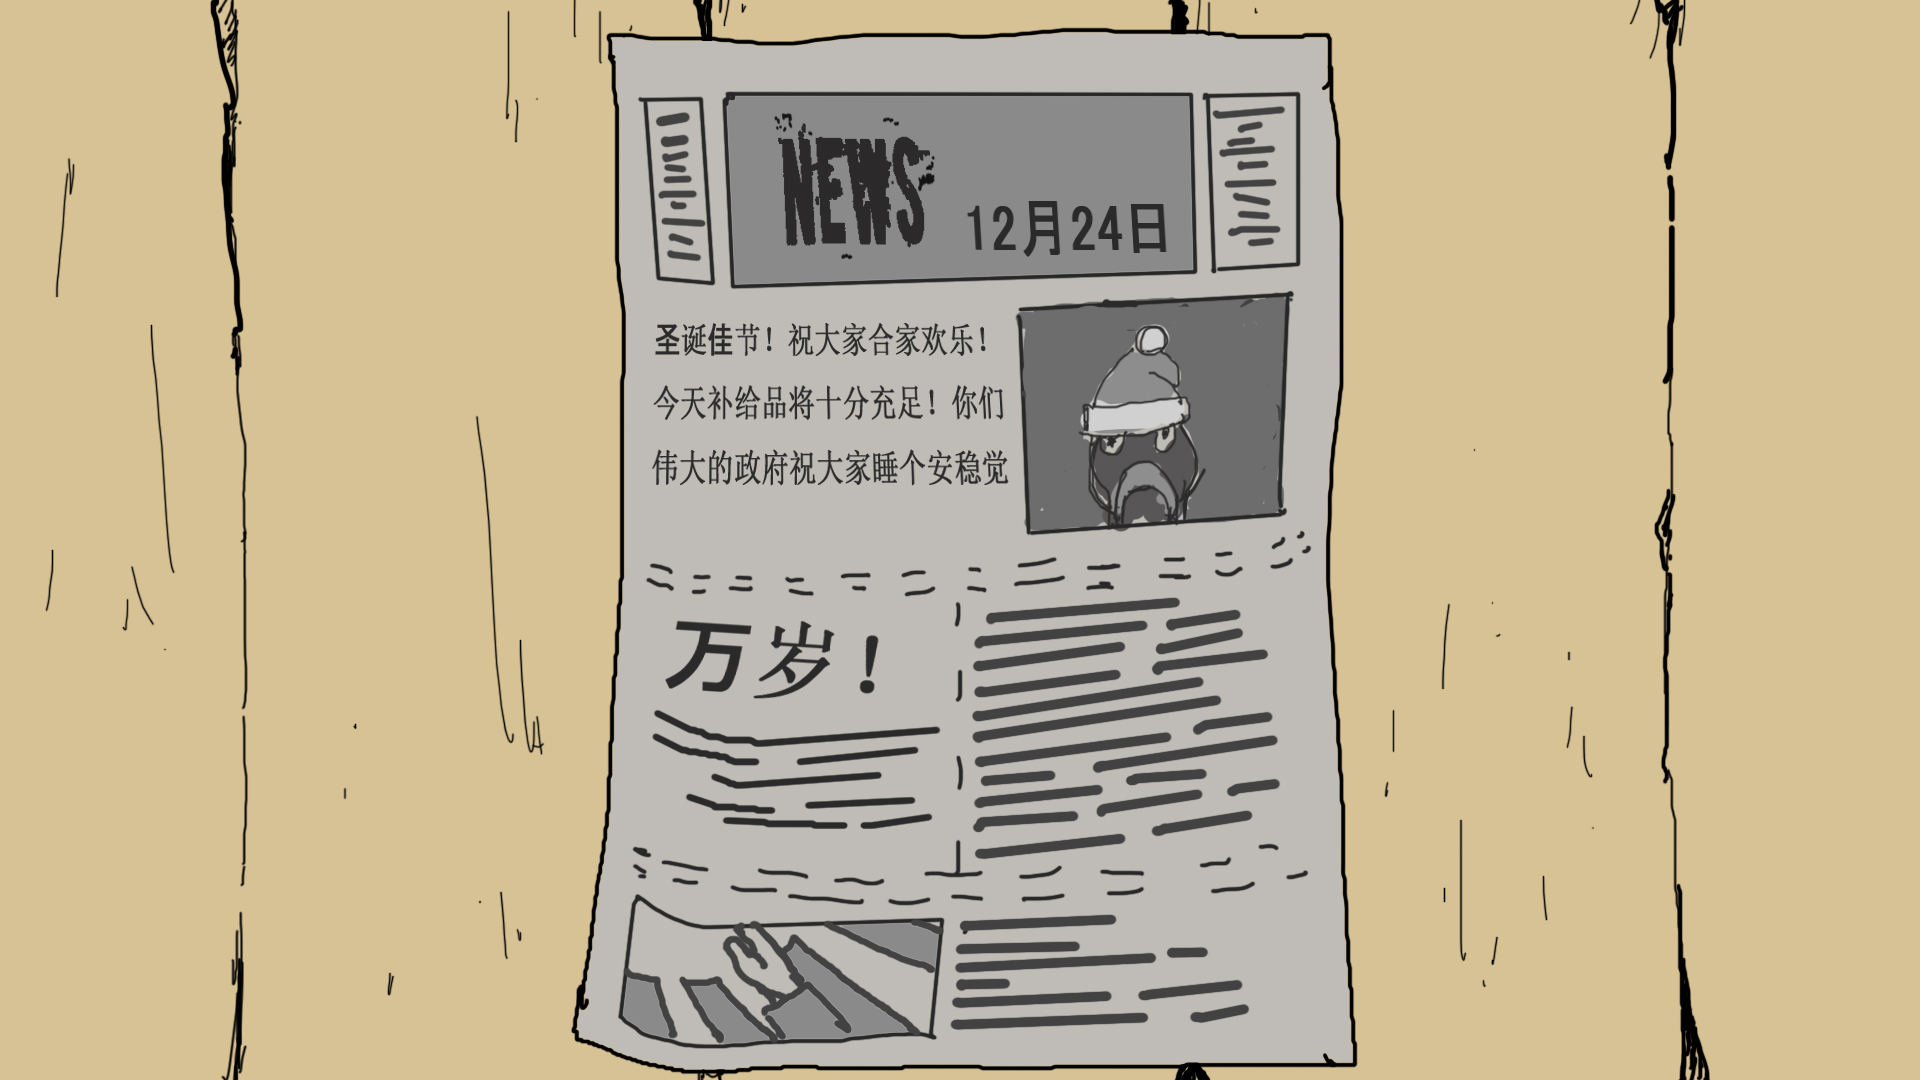 NEWS
12月24日
圣诞佳节！祝大家合家欢乐！
今天补给品将十分充足！你们
伟大的政府祝大家睡个安稳觉
万岁！